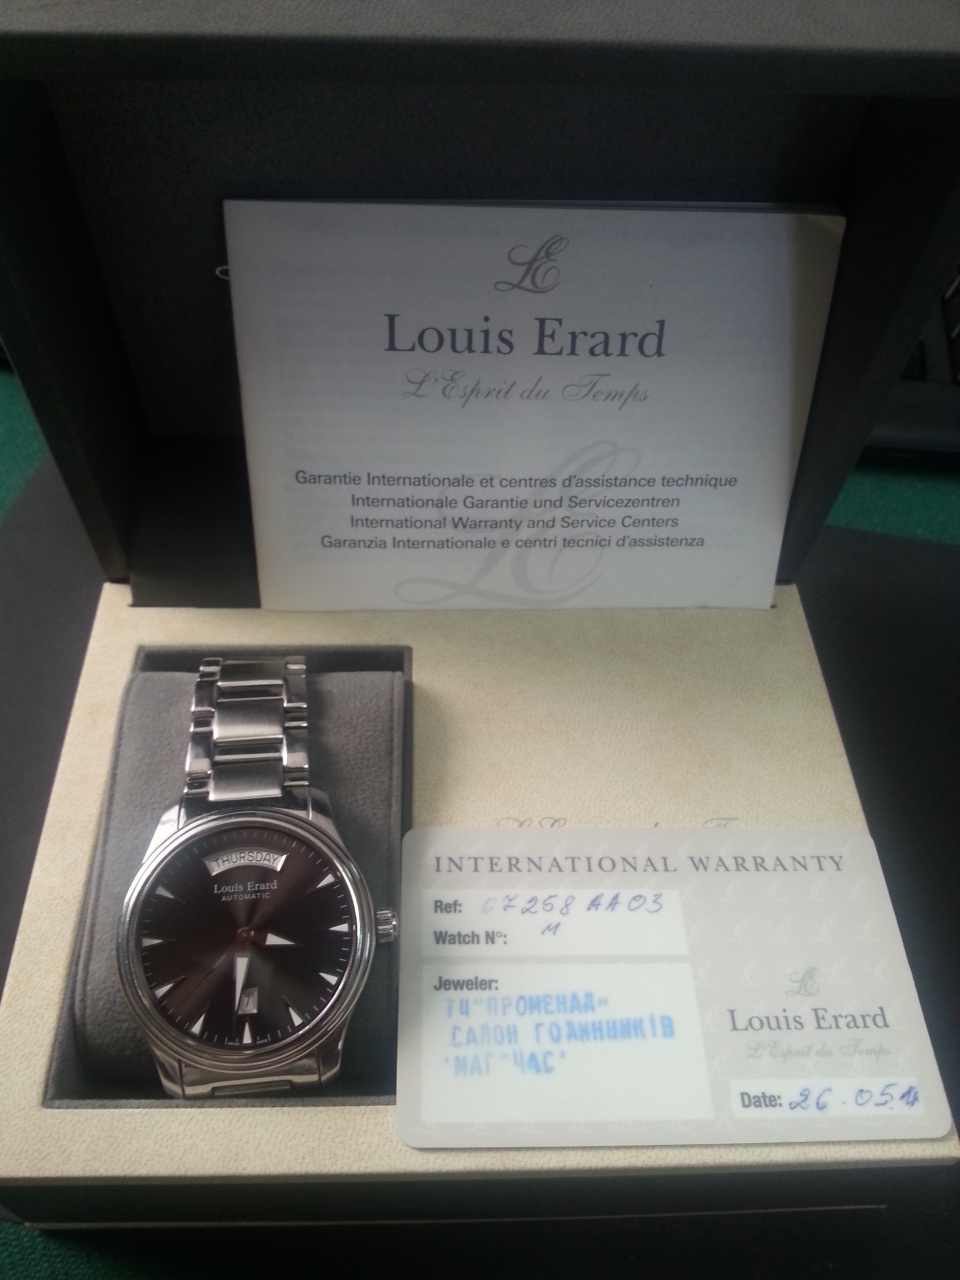 LE
Louis Erard
L'Esprit du Temps
Garantie Internationale et centres d'assistance technique
Internationale Garantie und Servicezentren
International Warranty and Service Centers
Garanzia Internationale e centri tecnici d'assistenza
THURSDAY
Louis Erard
AUTOMATIC
1
INTERNATIONAL WARRANTY
Ref: 67258 AA03
Watch N°: M
Jeweler:
ТЦ "ПРОМЕНАД"
САЛОН ГОДИННИКІВ
"МАГ-ЧАС"
LE
Louis Erard
L'Esprit du Temps
Date: 26.05.14